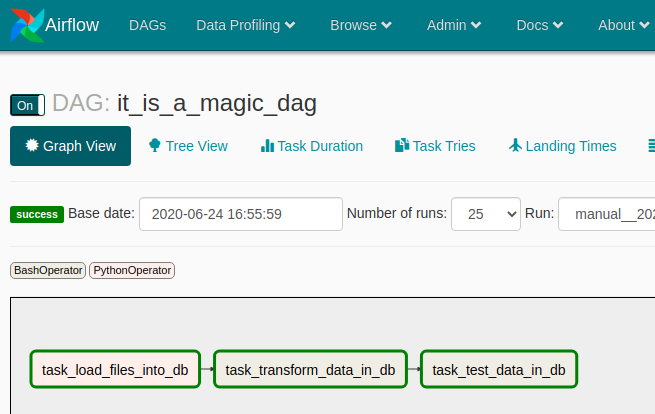 Airflow DAGs Data Profiling Browse Admin Docs About
On DAG: it_is_a_magic_dag
Graph View Tree View Task Duration Task Tries Landing Times
success Base date: 2020-06-24 16:55:59 Number of runs: 25 Run: manual__202
BashOperator PythonOperator
task_load_files_into_db task_transform_data_in_db task_test_data_in_db